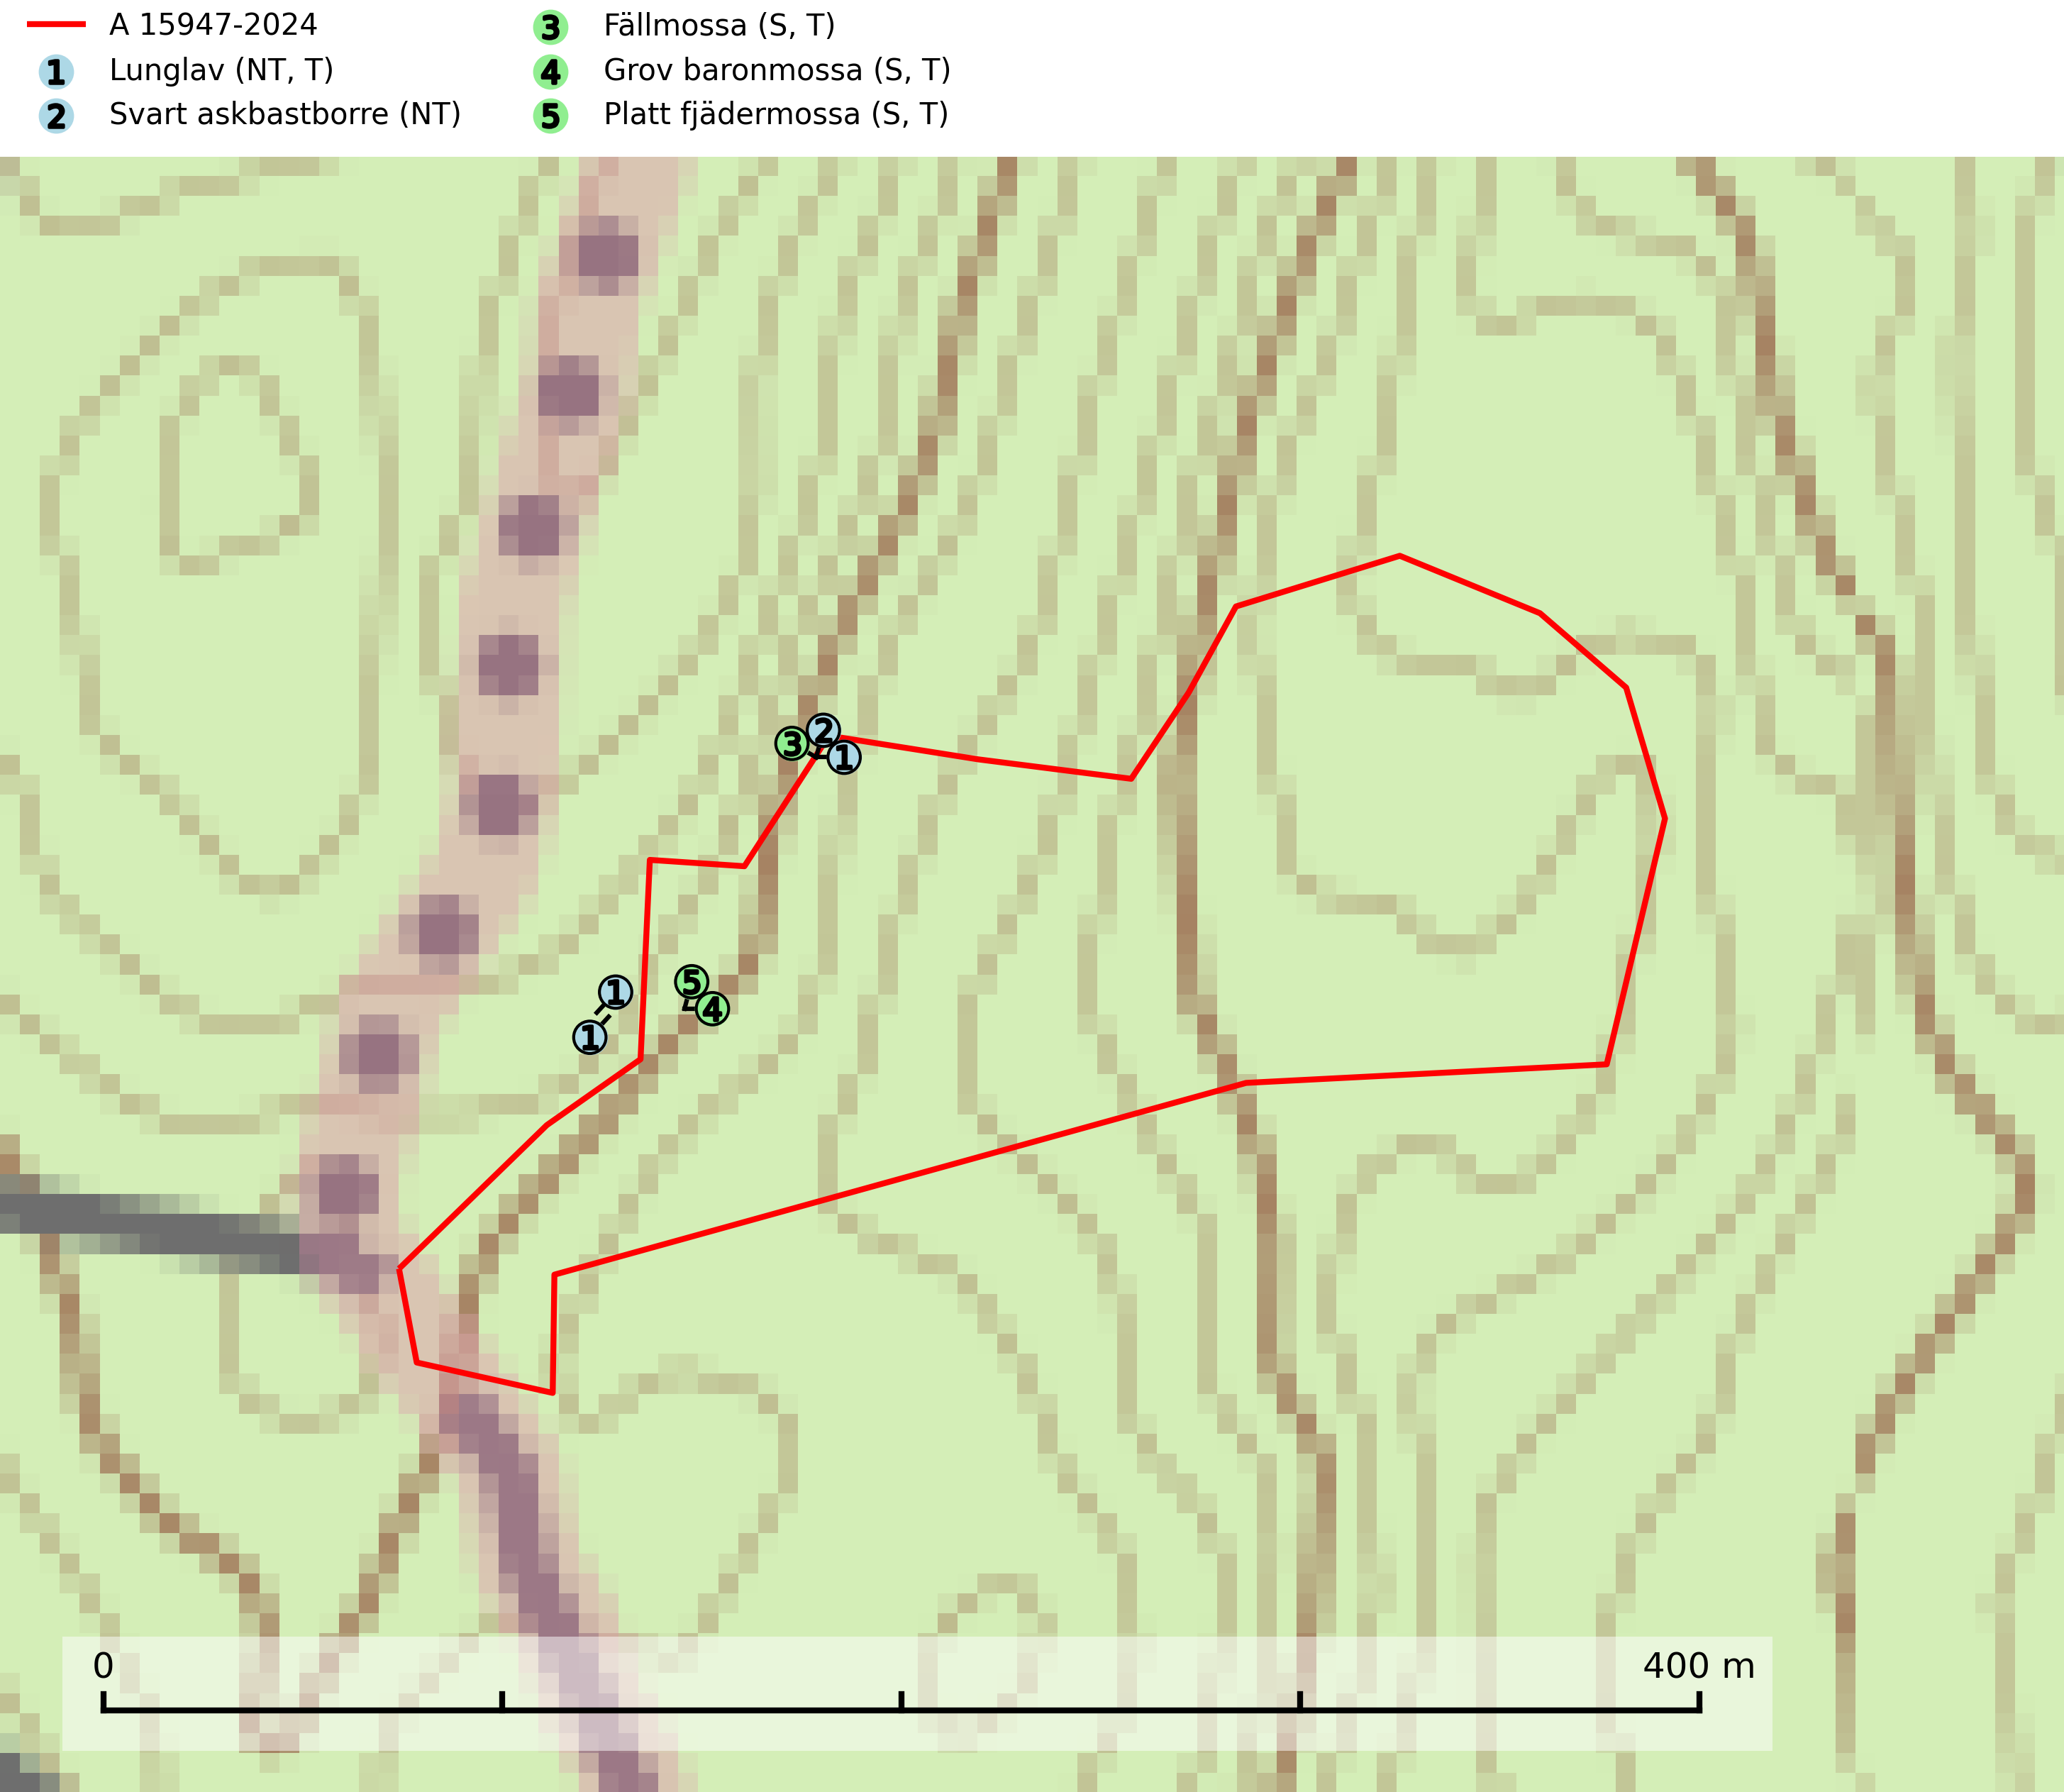 A 15947-2024
1 Lunglav (NT, T)
2 Svart askbastborre (NT)
3 Fällmossa (S, T)
4 Grov baronmossa (S, T)
5 Platt fjädermossa (S, T)
2
3
1
5
1
4
1
0 400 m